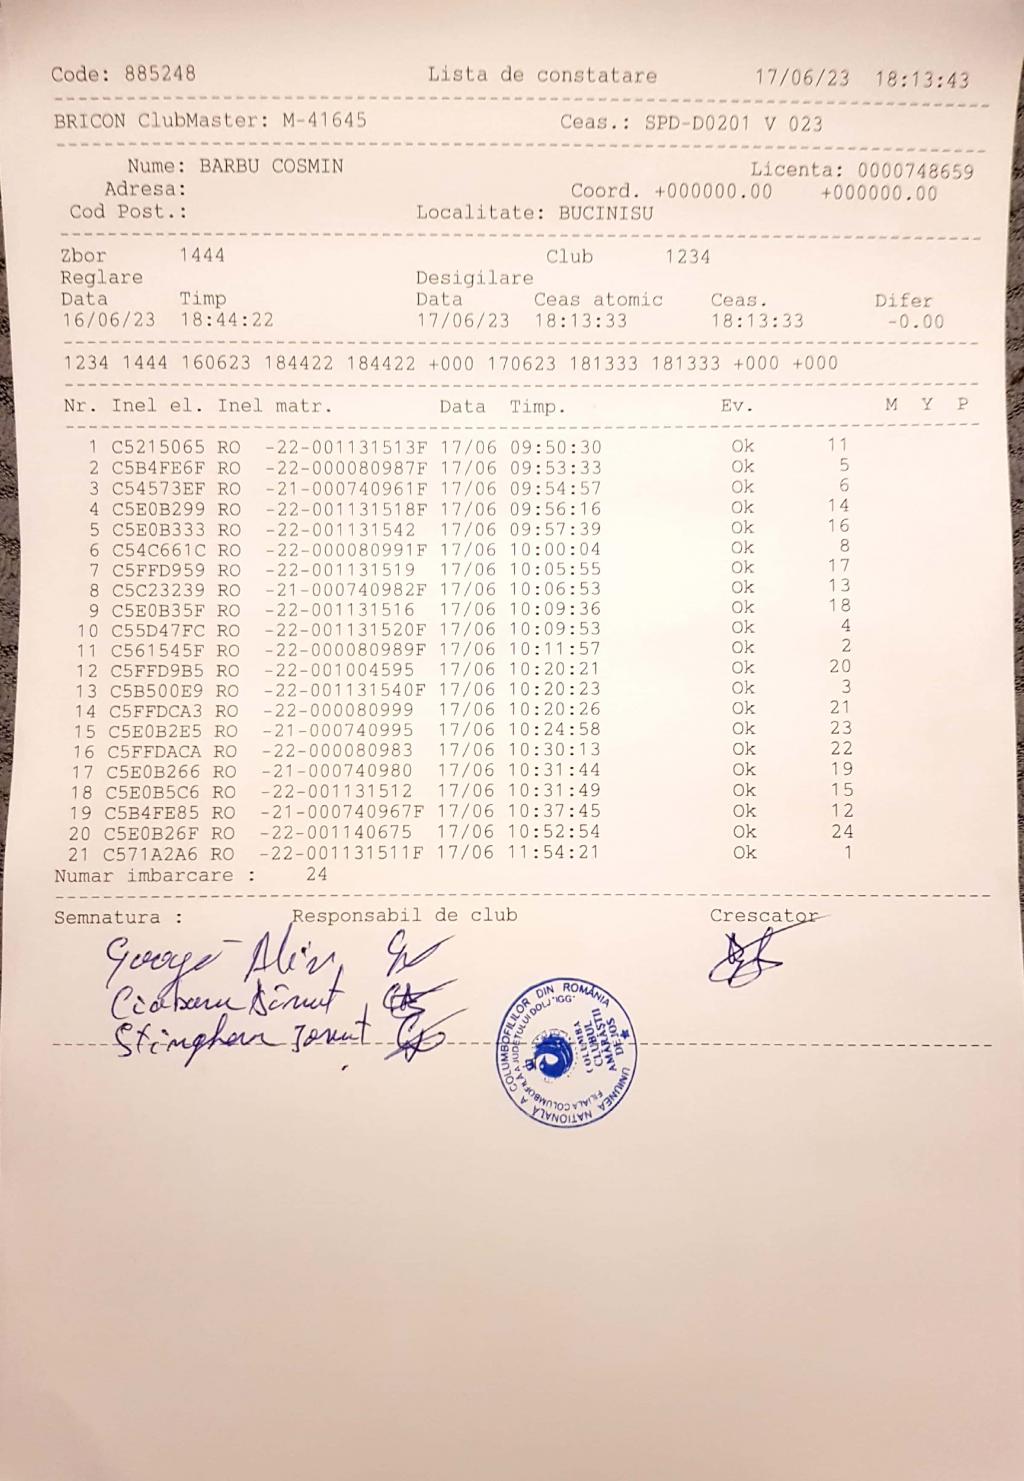 Code: 885248 Lista de constatare 17/06/23 18:13:43
BRICON ClubMaster: M-41645 Ceas.: SPD-D0201 V 023
Nume: BARBU COSMIN Licenta: 0000748659
Adresa: Coord. +000000.00 +000000.00
Cod Post.: Localitate: BUCINISU
Zbor 1444 Club 1234
Reglare Desigilare
Data Timp Data Ceas atomic Ceas. Difer
16/06/23 18:44:22 17/06/23 18:13:33 18:13:33 -0.00
1234 1444 160623 184422 184422 +000 170623 181333 181333 +000 +000
Nr. Inel el. Inel matr. Data Timp. Ev. M Y P
1 C5215065 RO -22-001131513F 17/06 09:50:30 Ok 11
2 C5B4FE6F RO -22-000080987F 17/06 09:53:33 Ok 5
3 C54573EF RO -21-000740961F 17/06 09:54:57 Ok 6
4 C5E0B299 RO -22-001131518F 17/06 09:56:16 Ok 14
5 C5E0B333 RO -22-001131542 17/06 09:57:39 Ok 16
6 C54C661C RO -22-000080991F 17/06 10:00:04 Ok 8
7 C5FFD959 RO -22-001131519 17/06 10:05:55 Ok 17
8 C5C23239 RO -21-000740982F 17/06 10:06:53 Ok 13
9 C5E0B35F RO -22-001131516 17/06 10:09:36 Ok 18
10 C55D47FC RO -22-001131520F 17/06 10:09:53 Ok 4
11 C561545F RO -22-000080989F 17/06 10:11:57 Ok 2
12 C5FFD9B5 RO -22-001004595 17/06 10:20:21 Ok 20
13 C5B500E9 RO -22-001131540F 17/06 10:20:23 Ok 3
14 C5FFDCA3 RO -22-000080999 17/06 10:20:26 Ok 21
15 C5E0B2E5 RO -21-000740995 17/06 10:24:58 Ok 23
16 C5FFDACA RO -22-000080983 17/06 10:30:13 Ok 22
17 C5E0B266 RO -21-000740980 17/06 10:31:44 Ok 19
18 C5E0B5C6 RO -22-001131512 17/06 10:31:49 Ok 15
19 C5B4FE85 RO -21-000740967F 17/06 10:37:45 Ok 12
20 C5E0B26F RO -22-001140675 17/06 10:52:54 Ok 24
21 C571A2A6 RO -22-001131511F 17/06 11:54:21 Ok 1
Numar imbarcare : 24
Semnatura : Responsabil de club Crescator
Alin
Ionut
UNIUNEA NAȚIONALĂ A COLUMBOFILILOR DIN ROMÂNIA
FILIALA COLUMBOFILĂ A JUDEȚULUI DOLJ "IGG"
CLUBUL
COLUMBA
AMARASTII
DE JOS